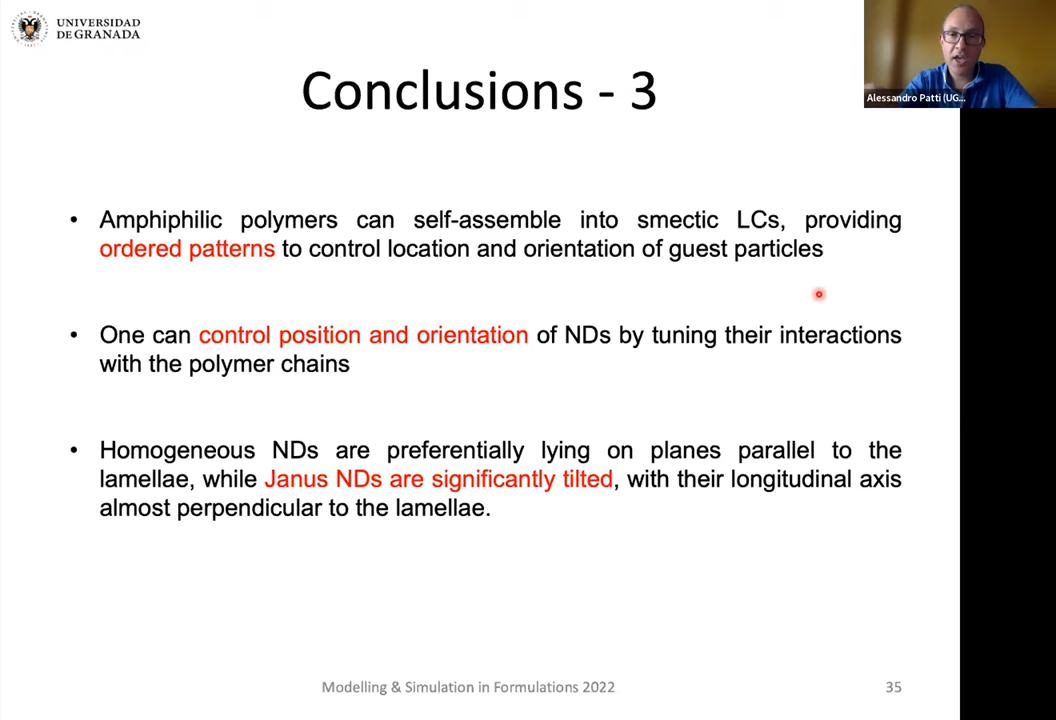 UNIVERSIDAD
DE GRANADA
Conclusions - 3
Alessandro Patti (UG...
• Amphiphilic polymers can self-assemble into smectic LCs, providing
ordered patterns to control location and orientation of guest particles
• One can control position and orientation of NDs by tuning their interactions
with the polymer chains
• Homogeneous NDs are preferentially lying on planes parallel to the
lamellae, while Janus NDs are significantly tilted, with their longitudinal axis
almost perpendicular to the lamellae.
Modelling & Simulation in Formulations 2022
35